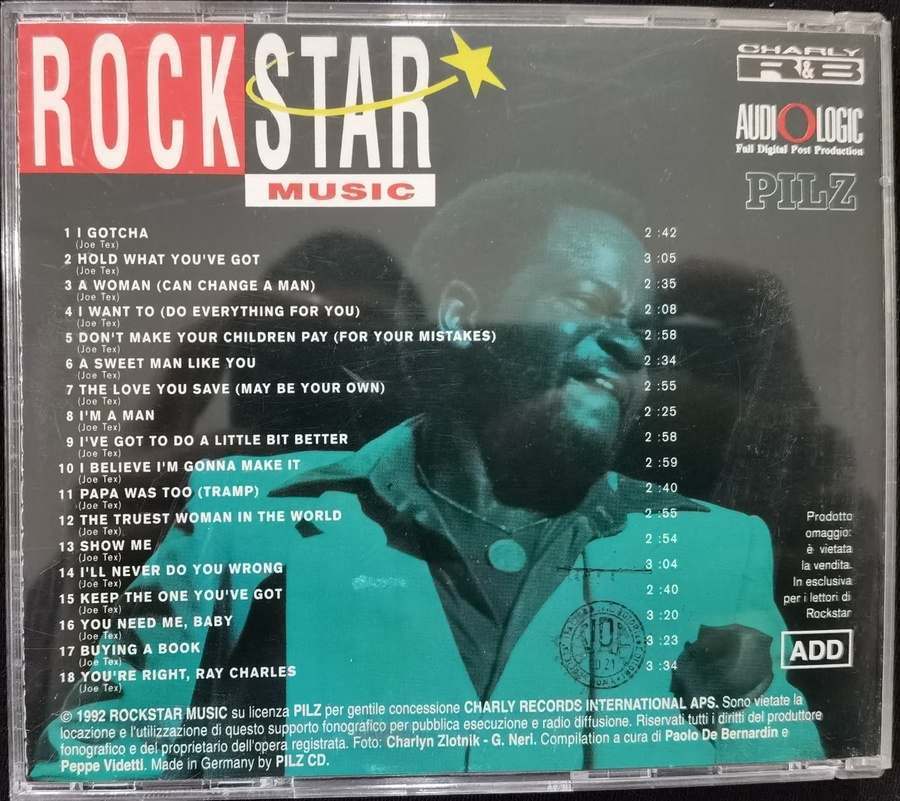 ROCKSTAR
MUSIC
CHARLY
R&B
AUDIOLOGIC
Full Digital Post Production
PILZ
1 I GOTCHA 2 :42
(Joe Tex)
2 HOLD WHAT YOU'VE GOT 3 :05
(Joe Tex)
3 A WOMAN (CAN CHANGE A MAN) 2 :35
(Joe Tex)
4 I WANT TO (DO EVERYTHING FOR YOU) 2 :08
(Joe Tex)
5 DON'T MAKE YOUR CHILDREN PAY (FOR YOUR MISTAKES) 2 :58
(Joe Tex)
6 A SWEET MAN LIKE YOU 2 :34
(Joe Tex)
7 THE LOVE YOU SAVE (MAY BE YOUR OWN) 2 :55
(Joe Tex)
8 I'M A MAN 2 :25
(Joe Tex)
9 I'VE GOT TO DO A LITTLE BIT BETTER 2 :58
(Joe Tex)
10 I BELIEVE I'M GONNA MAKE IT 2 :59
(Joe Tex)
11 PAPA WAS TOO (TRAMP) 2 :40
(Joe Tex)
12 THE TRUEST WOMAN IN THE WORLD 2 :55
(Joe Tex)
13 SHOW ME 2 :54
(Joe Tex)
14 I'LL NEVER DO YOU WRONG 3 :04
(Joe Tex)
15 KEEP THE ONE YOU'VE GOT 2 :40
(Joe Tex)
16 YOU NEED ME, BABY 3 :20
(Joe Tex)
17 BUYING A BOOK 3 :23
(Joe Tex)
18 YOU'RE RIGHT, RAY CHARLES 3 :34
(Joe Tex)
Prodotto
omaggio:
è vietata
la vendita.
In esclusiva
per i lettori di
Rockstar
ADD
© 1992 ROCKSTAR MUSIC su licenza PILZ per gentile concessione CHARLY RECORDS INTERNATIONAL APS. Sono vietate la
locazione e l'utilizzazione di questo supporto fonografico per pubblica esecuzione e radio diffusione. Riservati tutti i diritti del produttore
fonografico e del proprietario dell'opera registrata. Foto: Charlyn Zlotnik - G. Neri. Compilation a cura di Paolo De Bernardin e
Peppe Videtti. Made in Germany by PILZ CD.